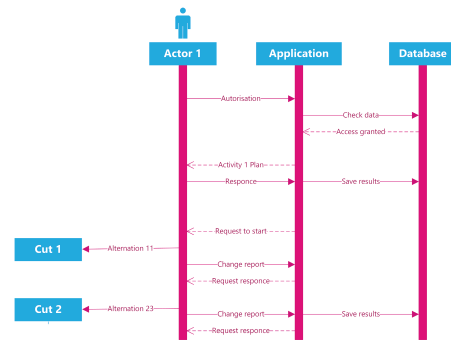 Actor 1
Application
Database
Autorisation
Check data
Access granted
Activity 1 Plan
Responce
Save results
Request to start
Cut 1
Alternation 11
Change report
Request responce
Cut 2
Alternation 23
Change report
Save results
Request responce